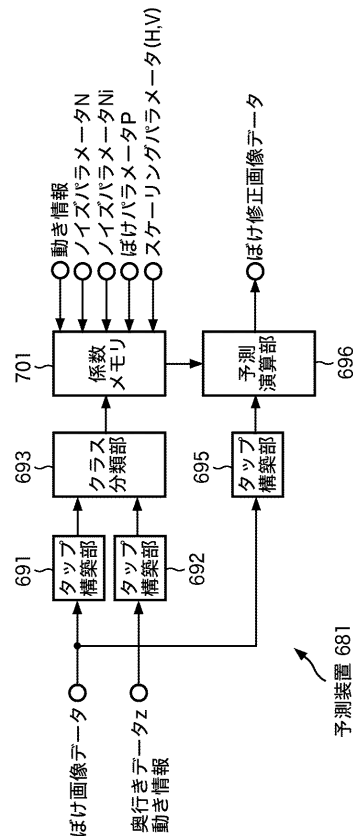 ぼけ画像データ
奥行きデータz
動き情報
691
タップ
構築部
タップ
構築部
692
693
クラス
分類部
695
タップ
構築部
701
係数
メモリ
動き情報
ノイズパラメータN
ノイズパラメータNi
ぼけパラメータP
スケーリングパラメータ(H,V)
予測
演算部
696
ぼけ修正画像データ
予測装置 681